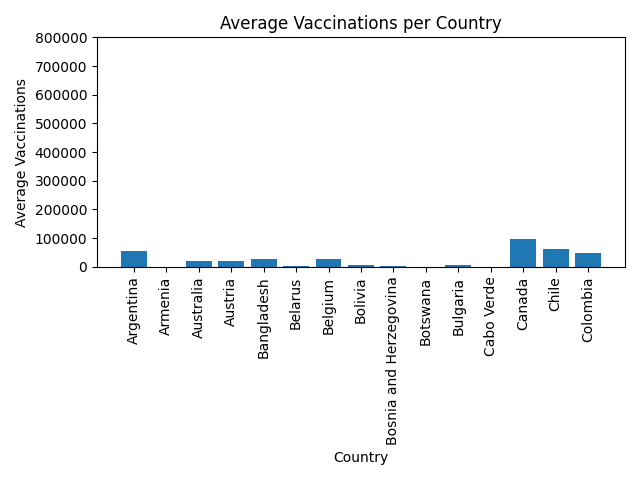 Average Vaccinations per Country
Average Vaccinations
800000
700000
600000
500000
400000
300000
200000
100000
0
Argentina
Armenia
Australia
Austria
Bangladesh
Belarus
Belgium
Bolivia
Bosnia and Herzegovina
Botswana
Bulgaria
Cabo Verde
Canada
Chile
Colombia
Country